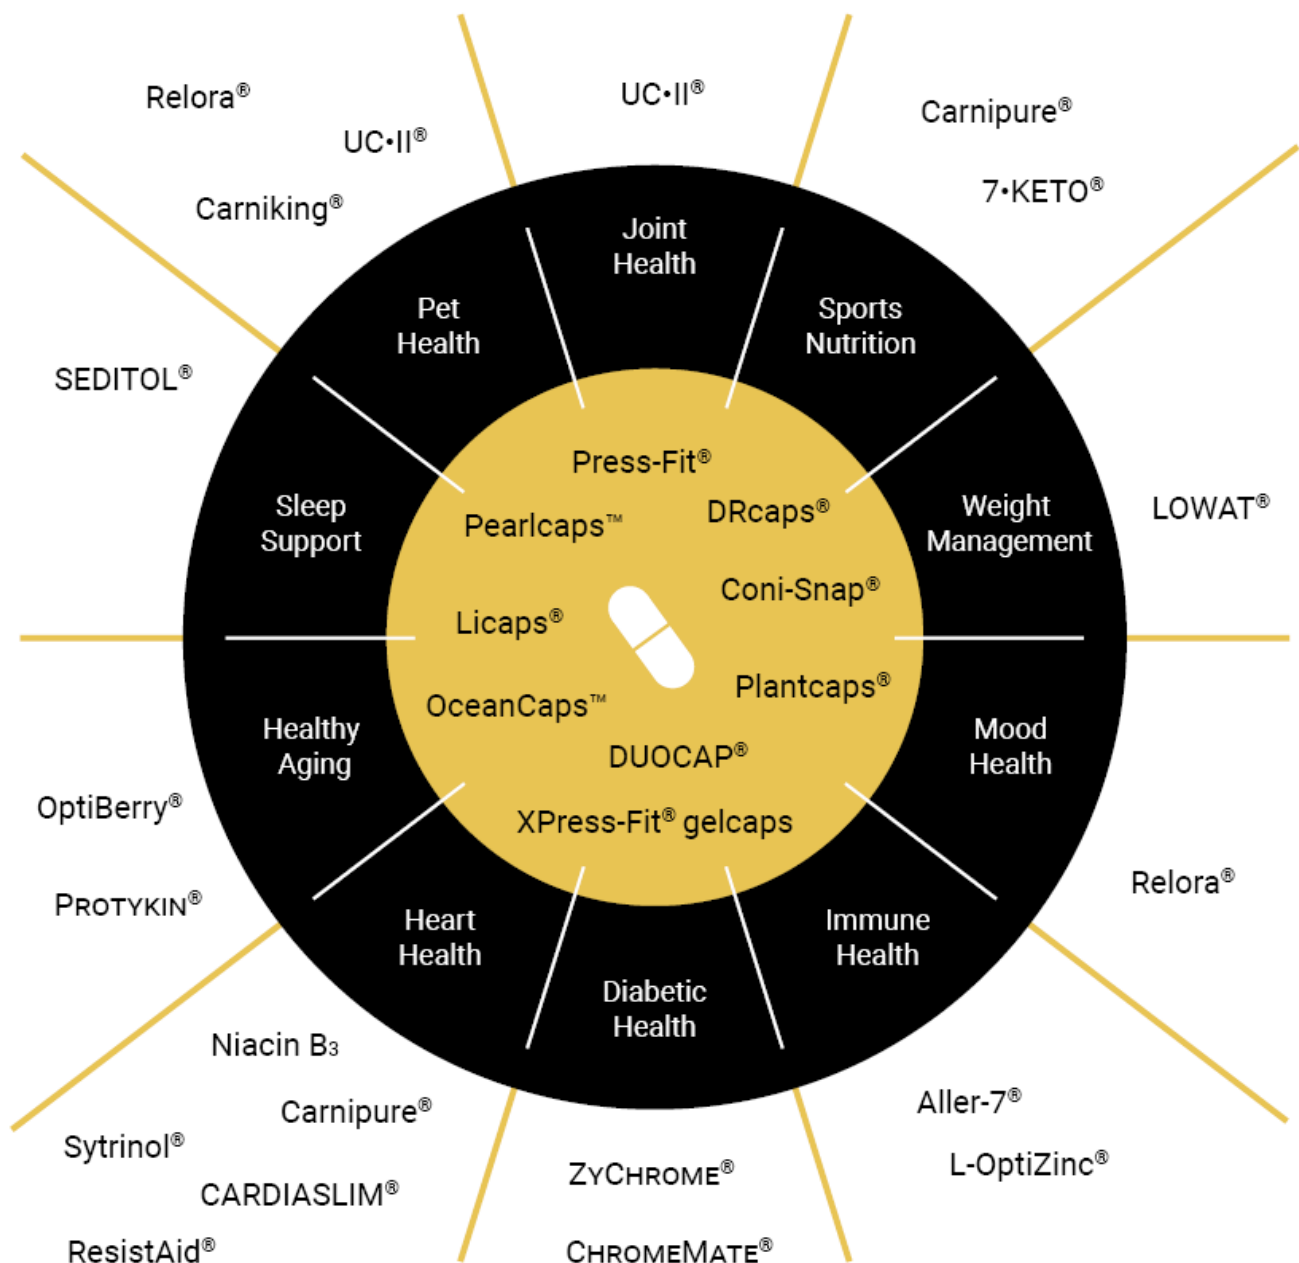 Relora®
UC•II®
Carniking®
UC•II®
Carnipure®
7•KETO®
SEDITOL®
LOWAT®
OptiBerry®
PROTYKIN®
Relora®
Niacin B₃
Carnipure®
Sytrinol®
CARDIASLIM®
ResistAid®
ZYCHROME®
CHROMEMATE®
Aller-7®
L-OptiZinc®
Joint
Health
Pet
Health
Sports
Nutrition
Sleep
Support
Weight
Management
Healthy
Aging
Mood
Health
Heart
Health
Diabetic
Health
Immune
Health
Press-Fit®
Pearlcaps™
DRcaps®
Coni-Snap®
Licaps®
Plantcaps®
OceanCaps™
DUOCAP®
XPress-Fit® gelcaps